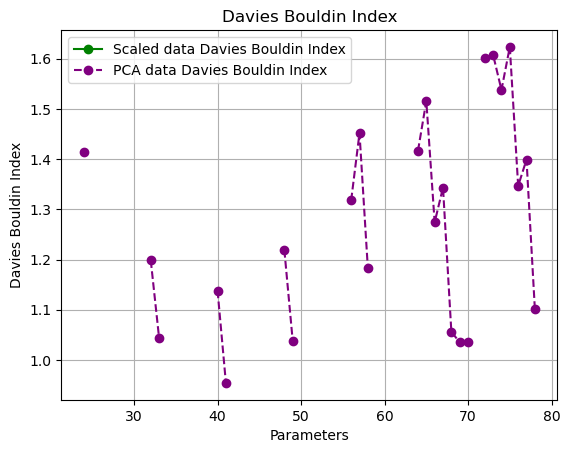 Davies Bouldin Index
Scaled data Davies Bouldin Index
PCA data Davies Bouldin Index
Davies Bouldin Index
1.6
1.5
1.4
1.3
1.2
1.1
1.0
30 40 50 60 70 80
Parameters